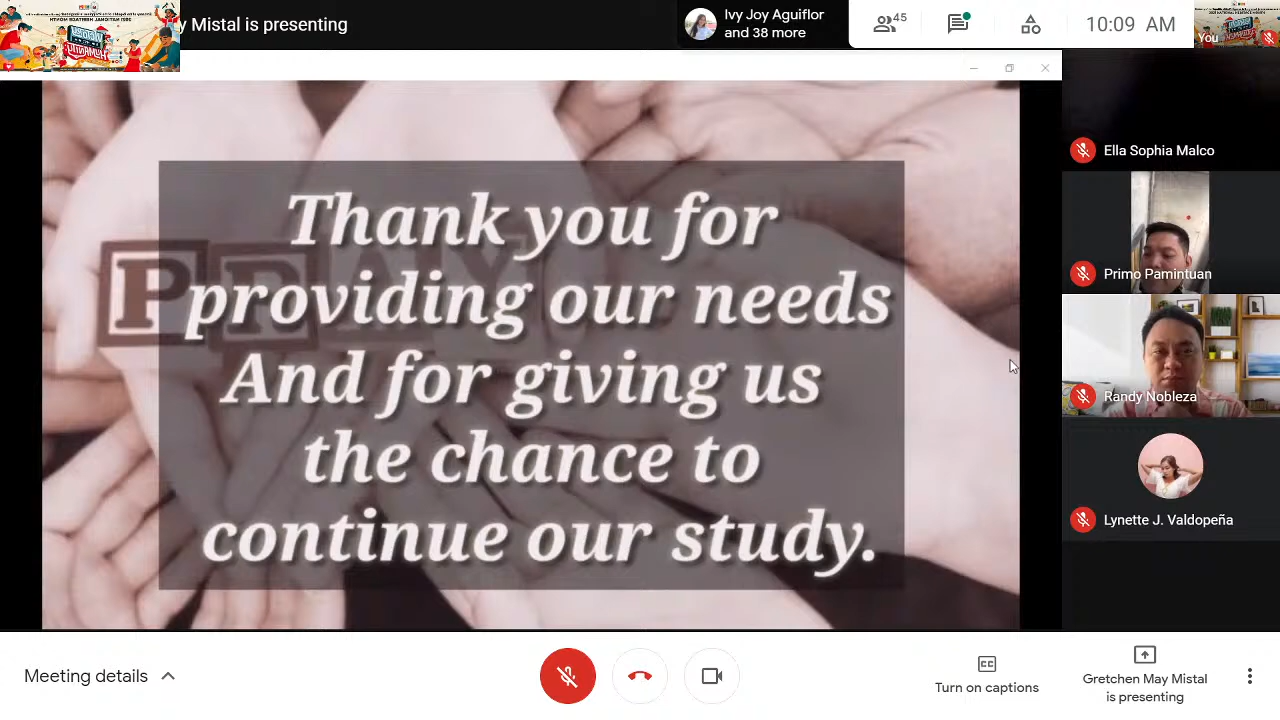 y Mistal is presenting
Ivy Joy Aguiflor
and 38 more
45
10:09 AM
You
Ella Sophia Malco
Primo Pamintuan
Randy Nobleza
Lynette J. Valdopeña
PRAY
Thank you for
providing our needs
And for giving us
the chance to
continue our study.
Meeting details
CC
Turn on captions
Gretchen May Mistal
is presenting